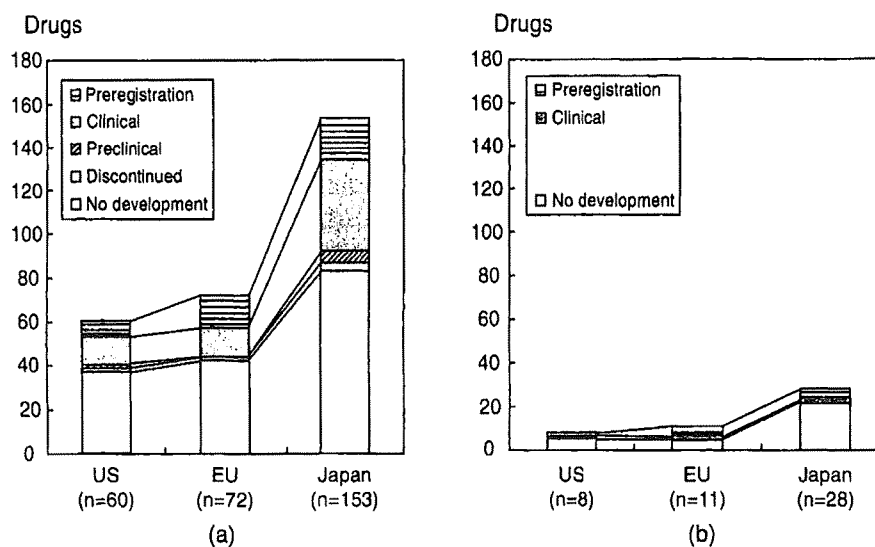 Drugs
180
160
140
120
100
80
60
40
20
0
Preregistration
Clinical
Preclinical
Discontinued
No development
US
(n=60)
EU
(n=72)
Japan
(n=153)
(a)
Drugs
180
160
140
120
100
80
60
40
20
0
Preregistration
Clinical
No development
US
(n=8)
EU
(n=11)
Japan
(n=28)
(b)